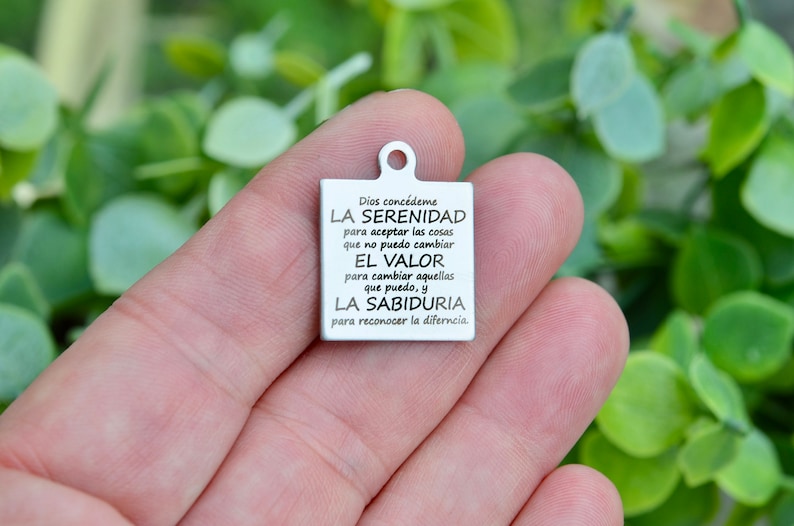 Dios concédeme
LA SERENIDAD
para aceptar las cosas
que no puedo cambiar
EL VALOR
para cambiar aquellas
que puedo, y
LA SABIDURIA
para reconocer la diferncia.